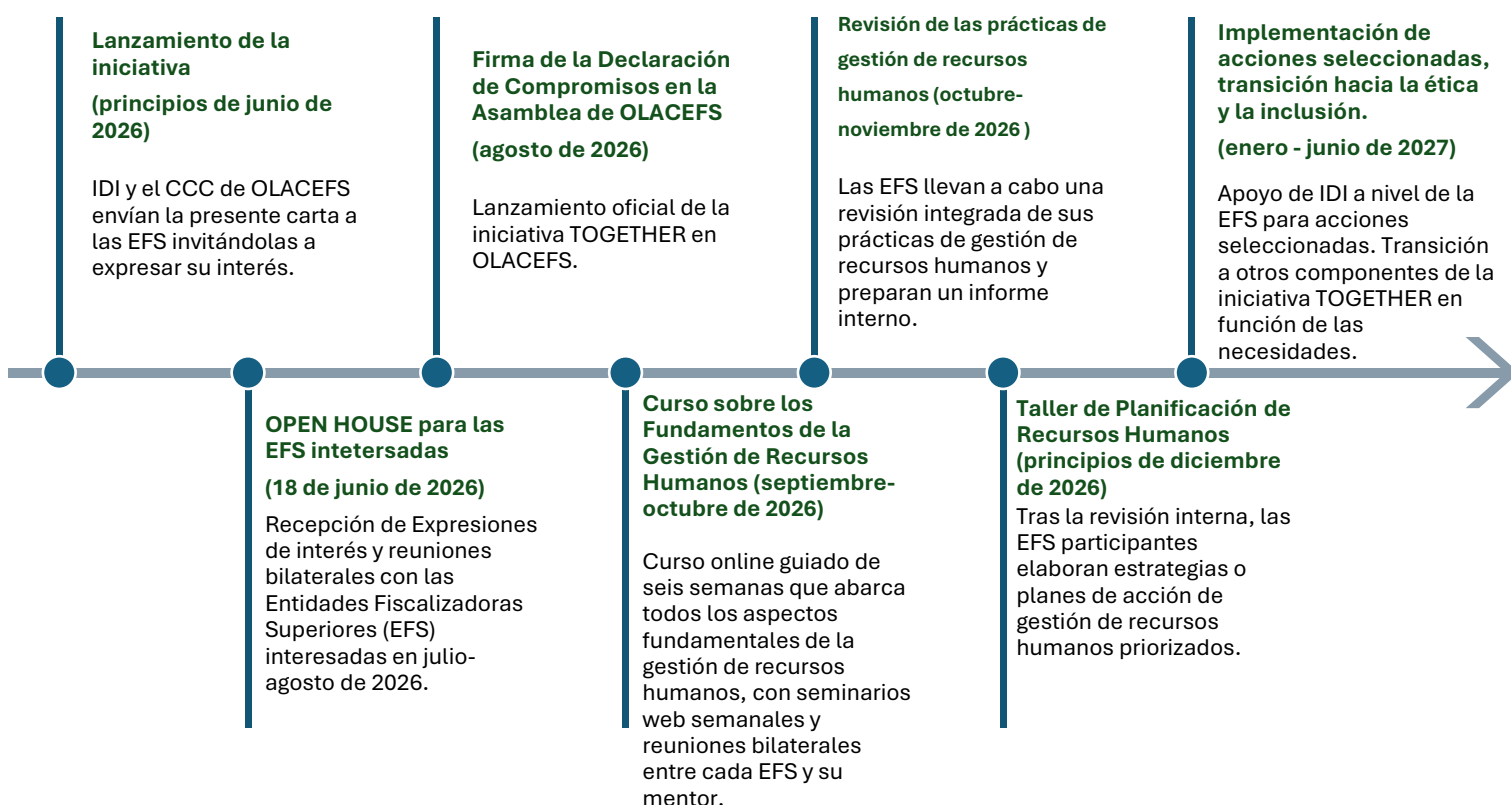 Lanzamiento de la
iniciativa
(principios de junio de
2026)
IDI y el CCC de OLACEFS
envían la presente carta a
las EFS invitándolas a
expresar su interés.
OPEN HOUSE para las
EFS intetersadas
(18 de junio de 2026)
Recepción de Expresiones
de interés y reuniones
bilaterales con las
Entidades Fiscalizadoras
Superiores (EFS)
interesadas en julio-
agosto de 2026.
Firma de la Declaración
de Compromisos en la
Asamblea de OLACEFS
(agosto de 2026)
Lanzamiento oficial de la
iniciativa TOGETHER en
OLACEFS.
Curso sobre los
Fundamentos de la
Gestión de Recursos
Humanos (septiembre-
octubre de 2026)
Curso online guiado de
seis semanas que abarca
todos los aspectos
fundamentales de la
gestión de recursos
humanos, con seminarios
web semanales y
reuniones bilaterales
entre cada EFS y su
mentor.
Revisión de las prácticas de
gestión de recursos
humanos (octubre-
noviembre de 2026 )
Las EFS llevan a cabo una
revisión integrada de sus
prácticas de gestión de
recursos humanos y
preparan un informe
interno.
Taller de Planificación de
Recursos Humanos
(principios de diciembre
de 2026)
Tras la revisión interna, las
EFS participantes
elaboran estrategias o
planes de acción de
gestión de recursos
humanos priorizados.
Implementación de
acciones seleccionadas,
transición hacia la ética
y la inclusión.
(enero - junio de 2027)
Apoyo de IDI a nivel de la
EFS para acciones
seleccionadas. Transición
a otros componentes de la
iniciativa TOGETHER en
función de las
necesidades.